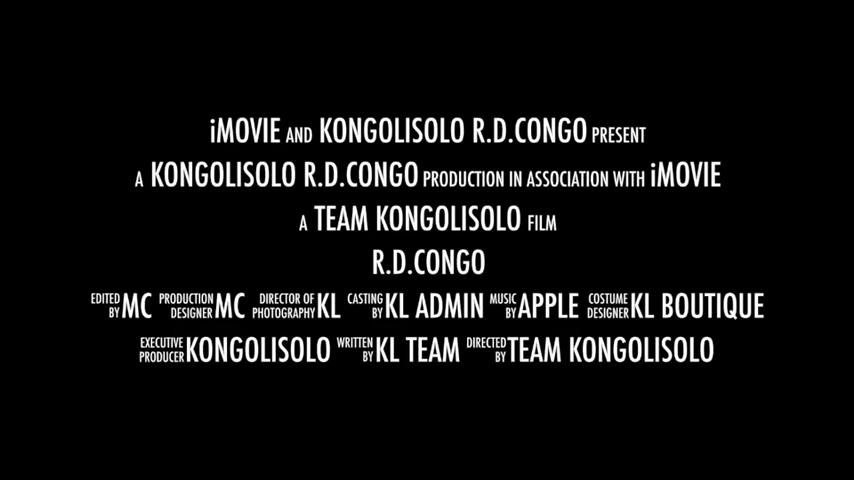 iMOVIE AND KONGOLISOLO R.D.CONGO PRESENT
A KONGOLISOLO R.D.CONGO PRODUCTION IN ASSOCIATION WITH iMOVIE
A TEAM KONGOLISOLO FILM
R.D.CONGO
EDITED BY MC PRODUCTION DESIGNER MC DIRECTOR OF PHOTOGRAPHY KL CASTING BY KL ADMIN MUSIC BY APPLE COSTUME DESIGNER KL BOUTIQUE
EXECUTIVE PRODUCER KONGOLISOLO WRITTEN BY KL TEAM DIRECTED BY TEAM KONGOLISOLO